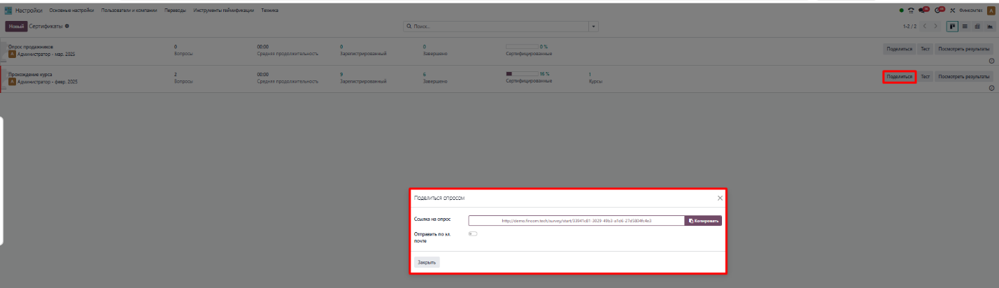 Настройки Основные настройки Пользователи и компании Переводы Инструменты геймификации Техника Финкомтех A
Новый Сертификаты Поиск... 1-2 / 2
Опрос продажников 0 00:00 0 0 0 % Поделиться Тест Посмотреть результаты
A Администратор - мар. 2025 Вопросы Средняя продолжительность Зарегистрированный Завершено Сертифицированные
Прохождение курса 2 00:00 9 6 16 % 1 Поделиться Тест Посмотреть результаты
A Администратор - февр. 2025 Вопросы Средняя продолжительность Зарегистрированный Завершено Сертифицированные Курсы
Поделиться опросом
Ссылка на опрос http://demo.fincom.tech/survey/start/33941c81-3029-48b3-a1d6-27d5804fc4e3 Копировать
Отправить по эл.
почте
Закрыть